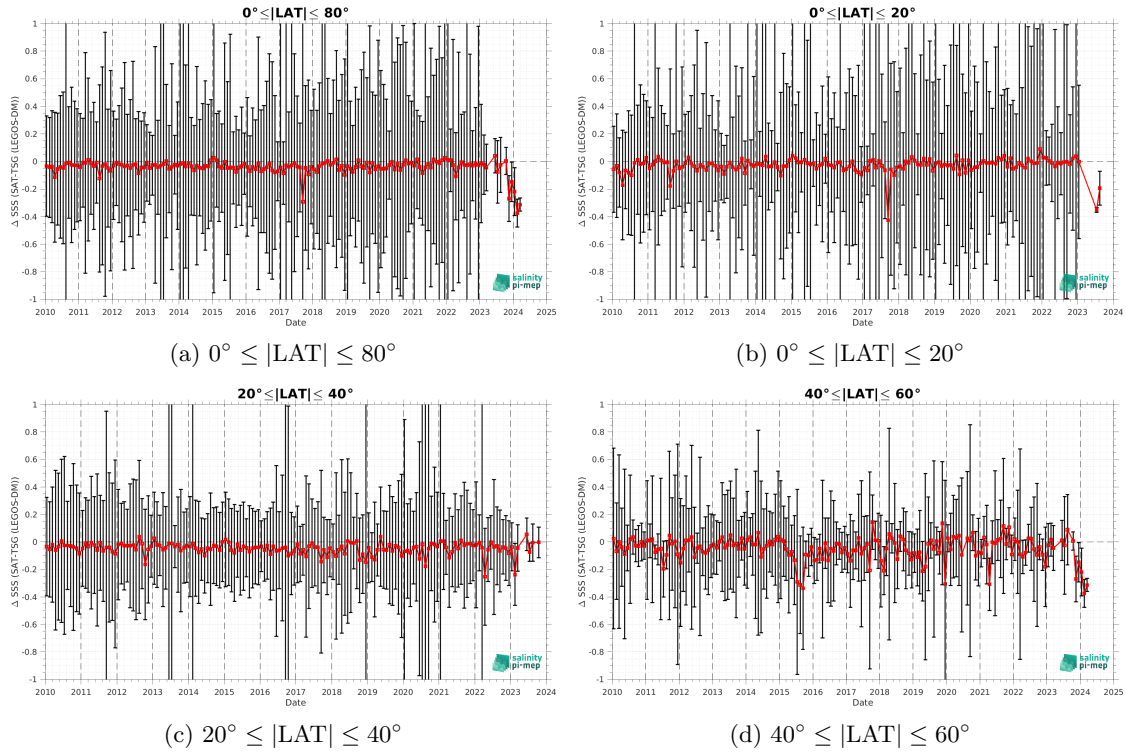 0°≤|LAT|≤ 80°
Δ SSS (SAT-TSG (LEGOS-DM))
1
0.8
0.6
0.4
0.2
0
-0.2
-0.4
-0.6
-0.8
-1
salinity
pi-mep
2010 2011 2012 2013 2014 2015 2016 2017 2018 2019 2020 2021 2022 2023 2024 2025
Date
(a) 0° ≤ |LAT| ≤ 80°
0°≤|LAT|≤ 20°
Δ SSS (SAT-TSG (LEGOS-DM))
1
0.8
0.6
0.4
0.2
0
-0.2
-0.4
-0.6
-0.8
-1
salinity
pi-mep
2010 2011 2012 2013 2014 2015 2016 2017 2018 2019 2020 2021 2022 2023 2024
Date
(b) 0° ≤ |LAT| ≤ 20°
20°≤|LAT|≤ 40°
Δ SSS (SAT-TSG (LEGOS-DM))
1
0.8
0.6
0.4
0.2
0
-0.2
-0.4
-0.6
-0.8
-1
salinity
pi-mep
2010 2011 2012 2013 2014 2015 2016 2017 2018 2019 2020 2021 2022 2023 2024
Date
(c) 20° ≤ |LAT| ≤ 40°
40°≤|LAT|≤ 60°
Δ SSS (SAT-TSG (LEGOS-DM))
1
0.8
0.6
0.4
0.2
0
-0.2
-0.4
-0.6
-0.8
-1
salinity
pi-mep
2010 2011 2012 2013 2014 2015 2016 2017 2018 2019 2020 2021 2022 2023 2024 2025
Date
(d) 40° ≤ |LAT| ≤ 60°